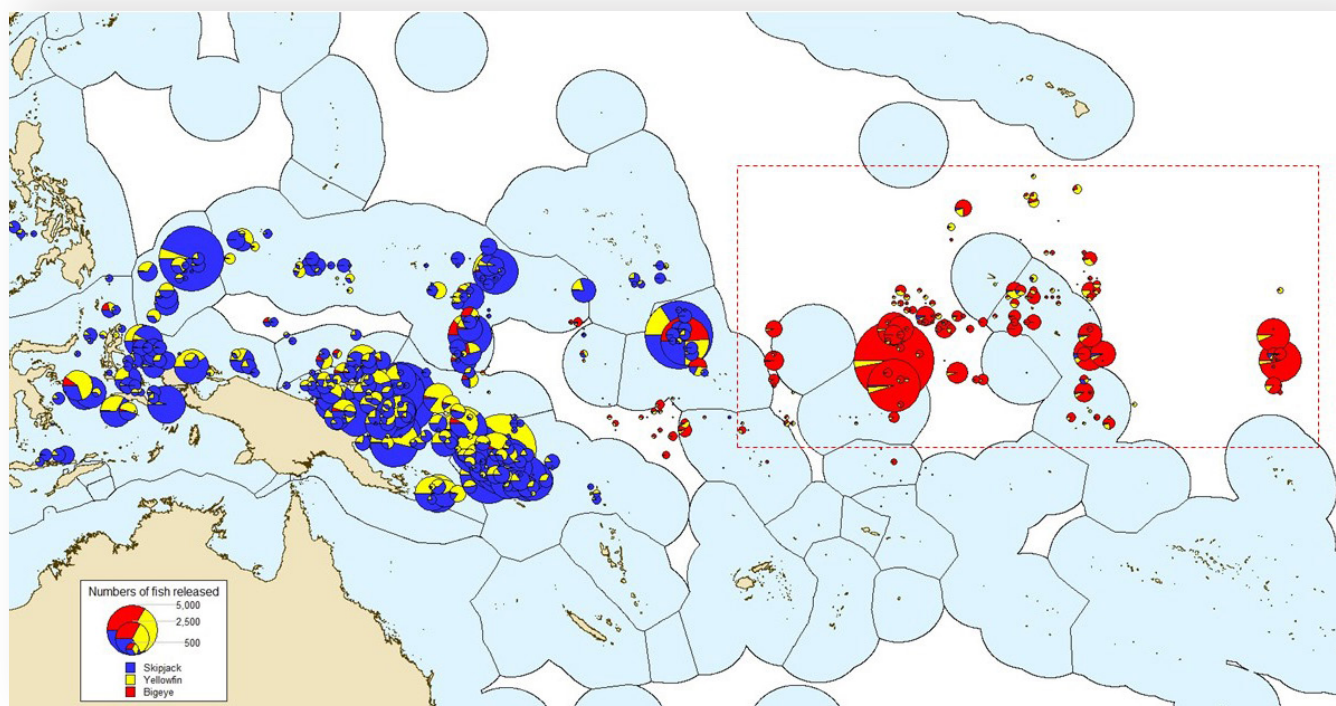 Numbers of fish released
5,000
2,500
500
Skipjack
Yellowfin
Bigeye